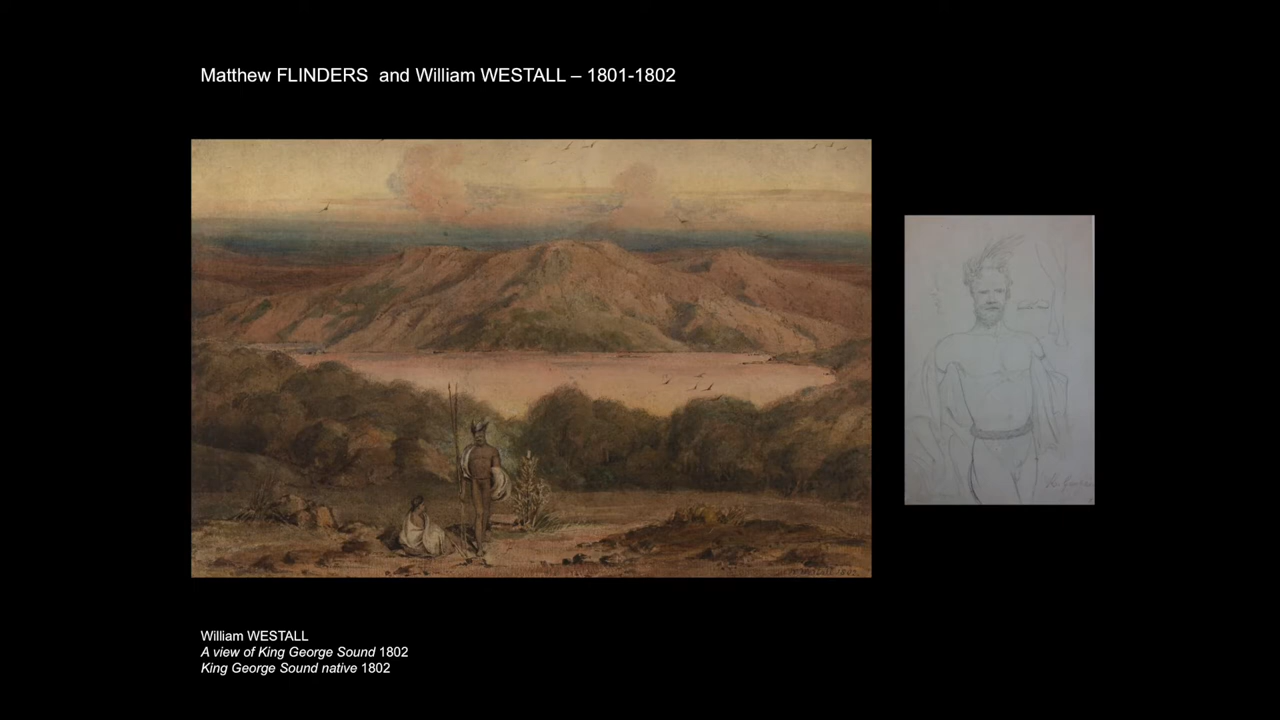 Matthew FLINDERS and William WESTALL – 1801-1802
William WESTALL
A view of King George Sound 1802
King George Sound native 1802